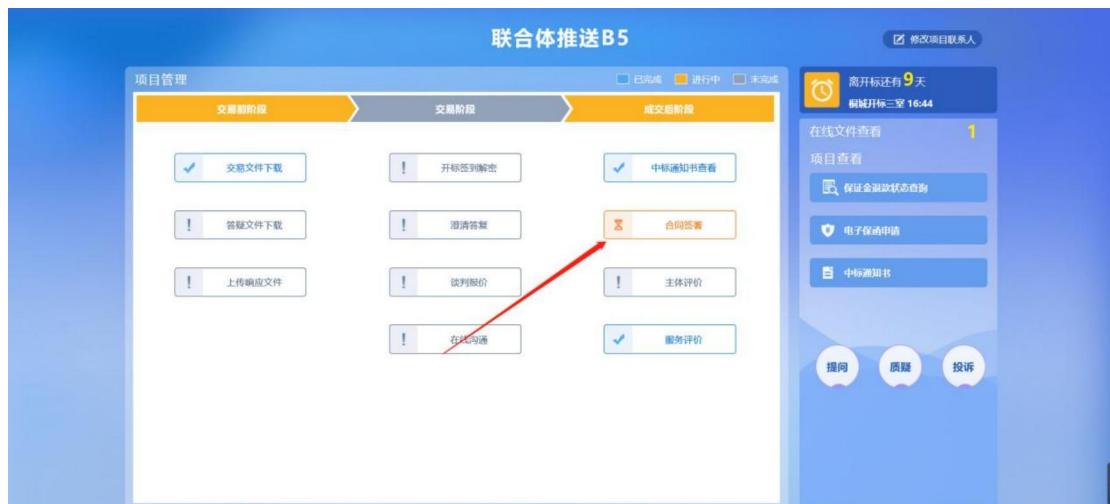 联合体推送B5
修改项目联系人
项目管理
已完成 进行中 未完成
交易前阶段 交易阶段 成交后阶段
交易文件下载 开标签到解密 中标通知书查看
答疑文件下载 澄清答复 合同签署
上传响应文件 谈判报价 主体评价
在线沟通 服务评价
离开标还有9天
桐城开标三室 16:44
在线文件查看 1
项目查看
保证金退款状态查询
电子保函申请
中标通知书
提问 质疑 投诉